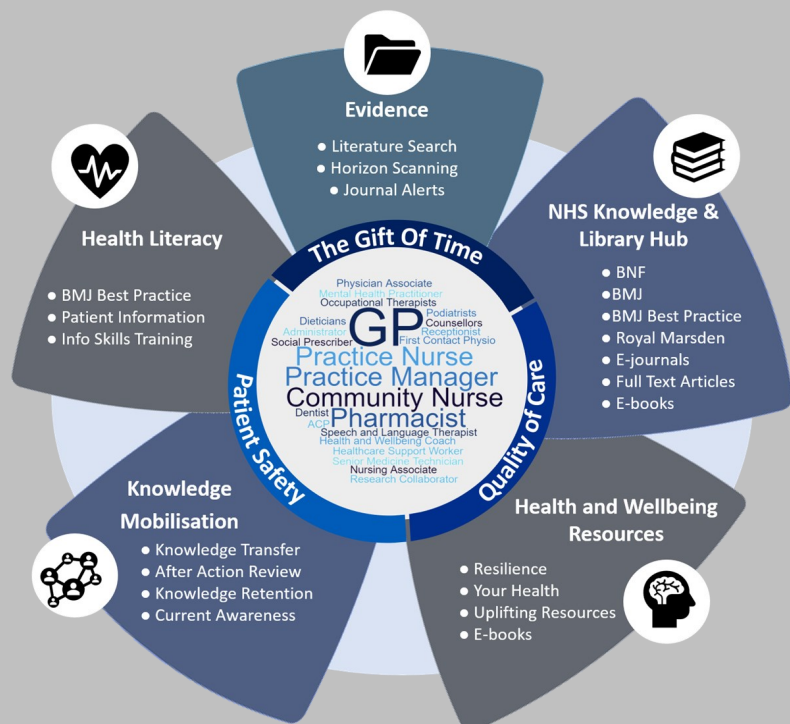 Evidence
● Literature Search
● Horizon Scanning
● Journal Alerts
NHS Knowledge &
Library Hub
● BNF
●BMJ
●BMJ Best Practice
● Royal Marsden
● E-journals
● Full Text Articles
● E-books
Health and Wellbeing
Resources
● Resilience
● Your Health
● Uplifting Resources
● E-books
Knowledge
Mobilisation
● Knowledge Transfer
● After Action Review
● Knowledge Retention
● Current Awareness
Health Literacy
● BMJ Best Practice
● Patient Information
● Info Skills Training
The Gift Of Time
Quality of Care
Patient Safety
Physician Associate
Mental Health Practitioner
Occupational Therapists
GP
Podiatrists
Dieticians
Counsellors
Administrator
Receptionist
Social Prescriber
First Contact Physio
Practice Nurse
Practice Manager
Community Nurse
Dentist
Pharmacist
ACP
Speech and Language Therapist
Health and Wellbeing Coach
Healthcare Support Worker
Senior Medicine Technician
Nursing Associate
Research Collaborator